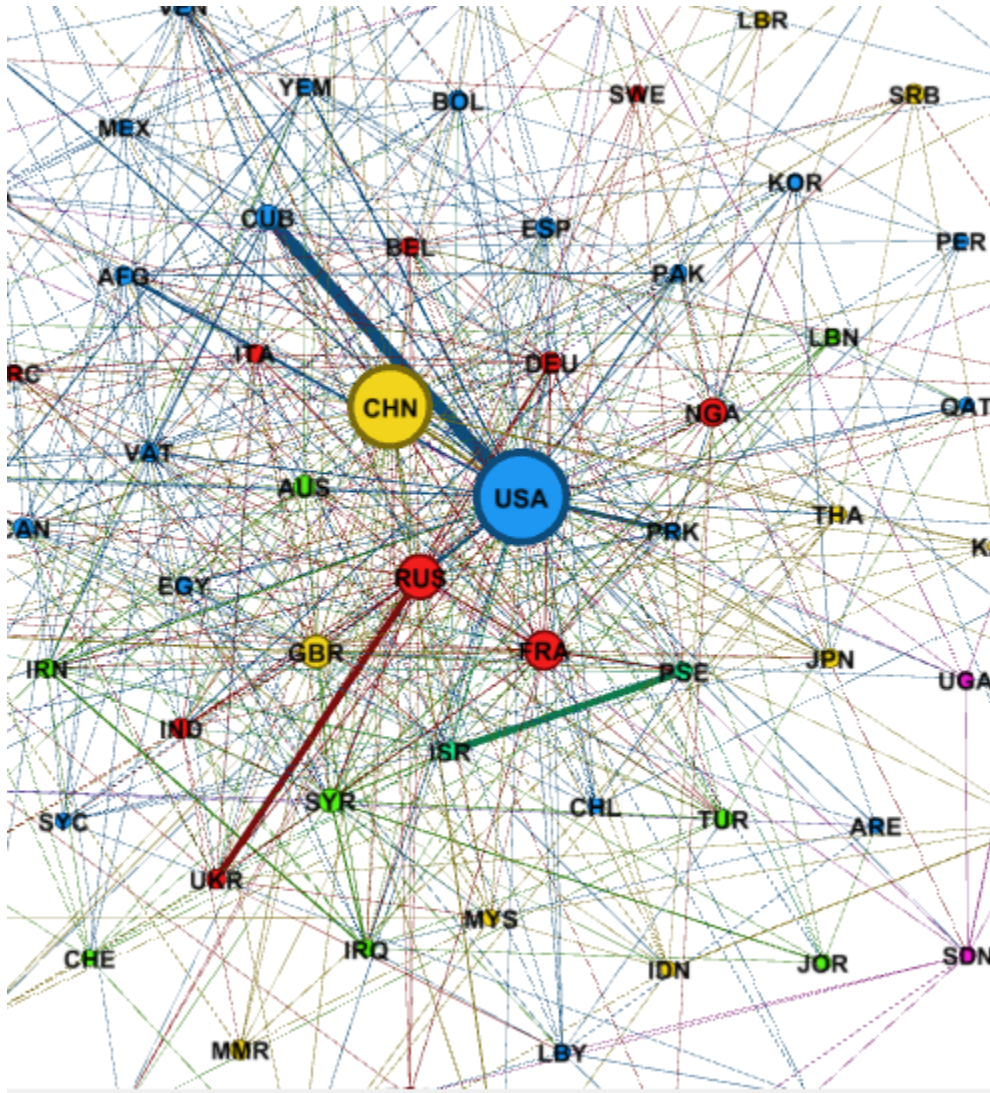 LBR
YEM
BOL
SWE
SRB
MEX
KOR
CUB
ESP
BEL
PER
AFG
PAK
LBN
ITA
DEU
RC
CHN
NGA
QAT
VAT
AUS
USA
THA
CAN
PRK
EGY
RUS
GBR
FRA
JPN
IRN
PSE
UGA
IND
ISR
SYR
CHL
SYC
TUR
ARE
UKR
MYS
CHE
IRQ
IDN
JOR
SDN
MMR
LBY